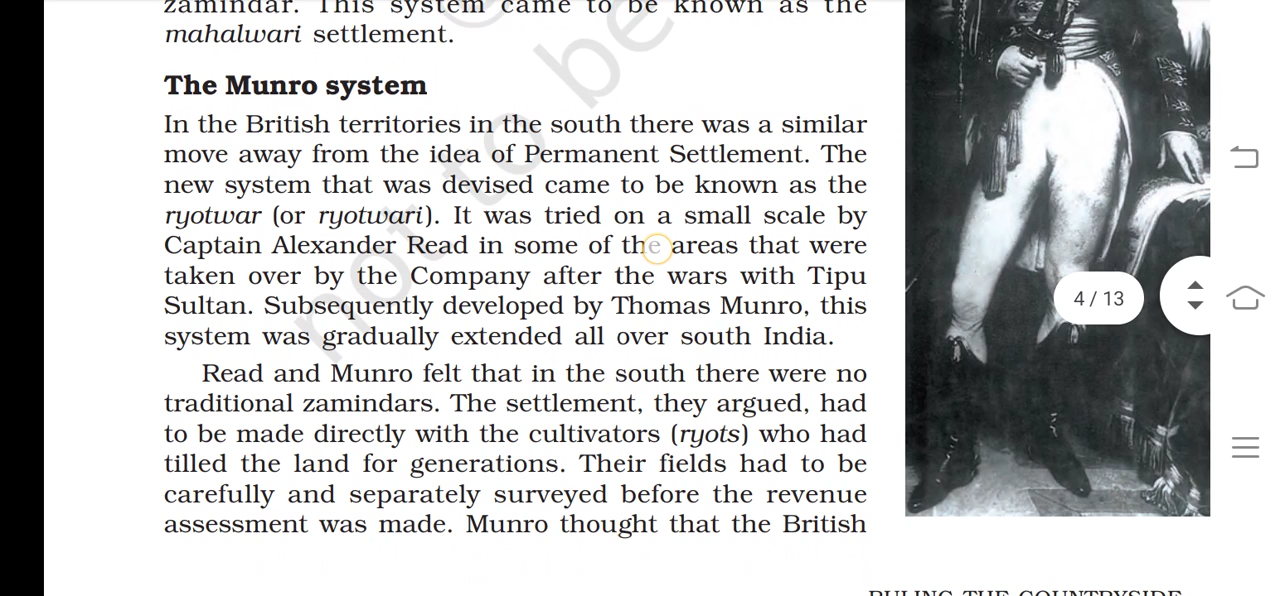 zamindar. This system came to be known as the
mahalwari settlement.
The Munro system
In the British territories in the south there was a similar
move away from the idea of Permanent Settlement. The
new system that was devised came to be known as the
ryotwar (or ryotwari). It was tried on a small scale by
Captain Alexander Read in some of the areas that were
taken over by the Company after the wars with Tipu
Sultan. Subsequently developed by Thomas Munro, this
system was gradually extended all over south India.
Read and Munro felt that in the south there were no
traditional zamindars. The settlement, they argued, had
to be made directly with the cultivators (ryots) who had
tilled the land for generations. Their fields had to be
carefully and separately surveyed before the revenue
assessment was made. Munro thought that the British
not to be
4 / 13
RULING THE COUNTRYSIDE